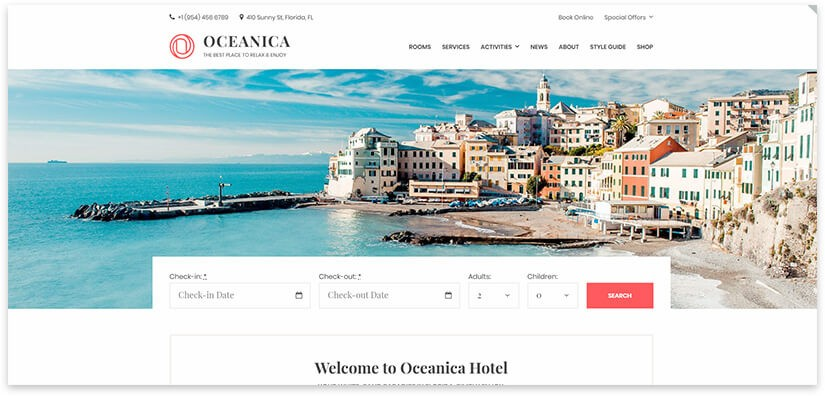 +1 (954) 456 6789 410 Sunny St, Florida, FL Book Online Special Offers
OCEANICA
THE BEST PLACE TO RELAX & ENJOY
ROOMS SERVICES ACTIVITIES NEWS ABOUT STYLE GUIDE SHOP
Check-in: * Check-out: * Adults: Children:
Check-in Date Check-out Date 2 0 SEARCH
Welcome to Oceanica Hotel